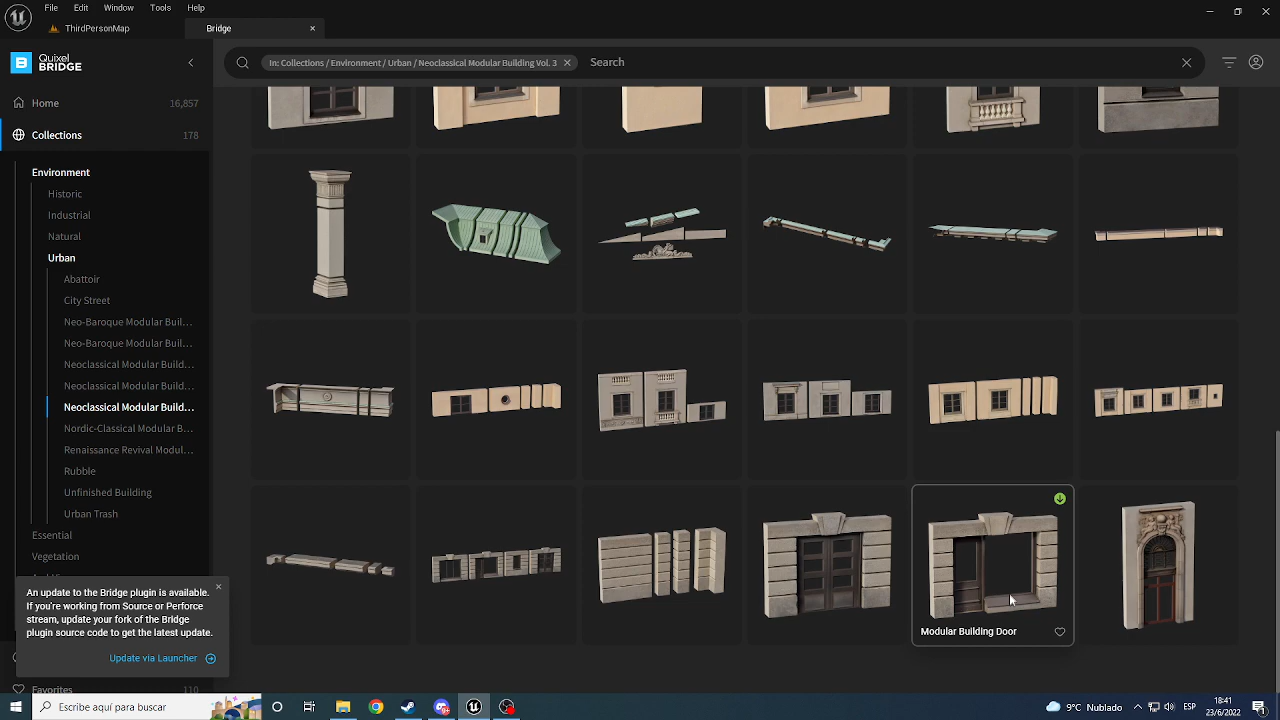 File Edit Window Tools Help
ThirdPersonMap
Bridge
Quixel
BRIDGE
In: Collections / Environment / Urban / Neoclassical Modular Building Vol. 3
Search
Home 16,857
Collections 178
Environment
Historic
Industrial
Natural
Urban
Abattoir
City Street
Neo-Baroque Modular Buil...
Neo-Baroque Modular Buil...
Neoclassical Modular Build...
Neoclassical Modular Build...
Neoclassical Modular Build...
Nordic-Classical Modular B...
Renaissance Revival Modul...
Rubble
Unfinished Building
Urban Trash
Essential
Vegetation
An update to the Bridge plugin is available.
If you're working from Source or Perforce
stream, update your fork of the Bridge
plugin source code to get the latest update.
Update via Launcher
Favorites 110
Modular Building Door
Escribe aquí para buscar
9°C Nublado
ESP
18:41
23/6/2022